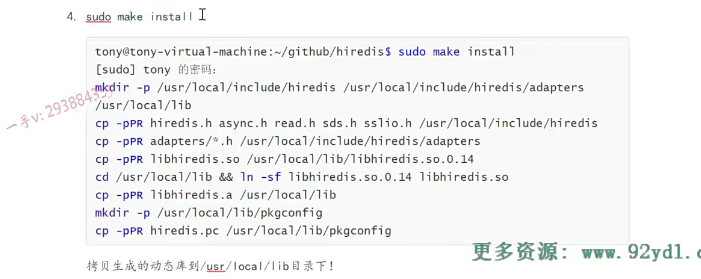 4. sudo make install
tony@tony-virtual-machine:~/github/hiredis$ sudo make install
[sudo] tony 的密码:
mkdir -p /usr/local/include/hiredis /usr/local/include/hiredis/adapters
/usr/local/lib
cp -pPR hiredis.h async.h read.h sds.h sslio.h /usr/local/include/hiredis
cp -pPR adapters/*.h /usr/local/include/hiredis/adapters
cp -pPR libhiredis.so /usr/local/lib/libhiredis.so.0.14
cd /usr/local/lib && ln -sf libhiredis.so.0.14 libhiredis.so
cp -pPR libhiredis.a /usr/local/lib
mkdir -p /usr/local/lib/pkgconfig
cp -pPR hiredis.pc /usr/local/lib/pkgconfig
拷贝生成的动态库到/usr/local/lib目录下!
一手v:
更多资源: www.92ydl.com